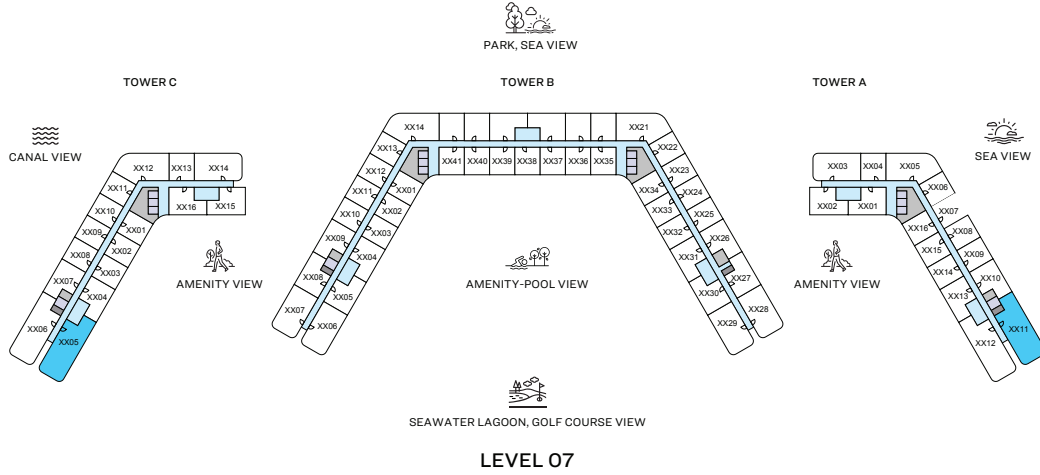 PARK, SEA VIEW
TOWER C
TOWER B
TOWER A
CANAL VIEW
SEA VIEW
XX12
XX13
XX14
XX11
XX10
XX09
XX08
XX07
XX06
XX16
XX15
XX01
XX02
XX03
XX04
XX05
AMENITY VIEW
XX14
XX13
XX12
XX11
XX10
XX09
XX08
XX07
XX01
XX02
XX03
XX04
XX05
XX06
XX41
XX40
XX39
XX38
XX37
XX36
XX35
XX21
XX22
XX23
XX24
XX25
XX26
XX27
XX28
XX34
XX33
XX32
XX31
XX30
XX29
AMENITY-POOL VIEW
XX03
XX04
XX05
XX06
XX02
XX01
XX07
XX08
XX09
XX10
XX11
XX16
XX15
XX14
XX13
XX12
AMENITY VIEW
SEAWATER LAGOON, GOLF COURSE VIEW
LEVEL 07